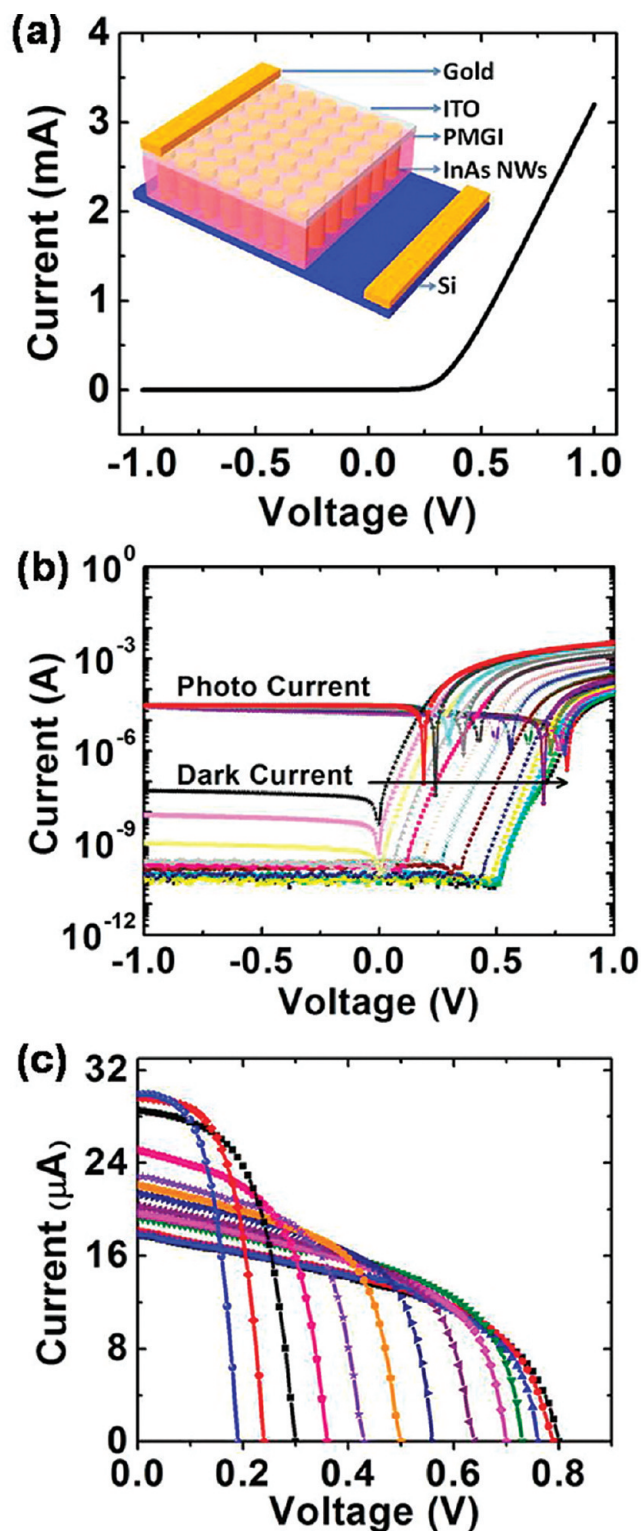 (a)
4
3
2
1
0
Current (mA)
Gold
ITO
PMGI
InAs NWs
Si
-1.0 -0.5 0.0 0.5 1.0
Voltage (V)
(b)
10^0
10^-3
10^-6
10^-9
10^-12
Current (A)
Photo Current
Dark Current
-1.0 -0.5 0.0 0.5 1.0
Voltage (V)
(c)
32
24
16
8
0
Current (μA)
0.0 0.2 0.4 0.6 0.8
Voltage (V)